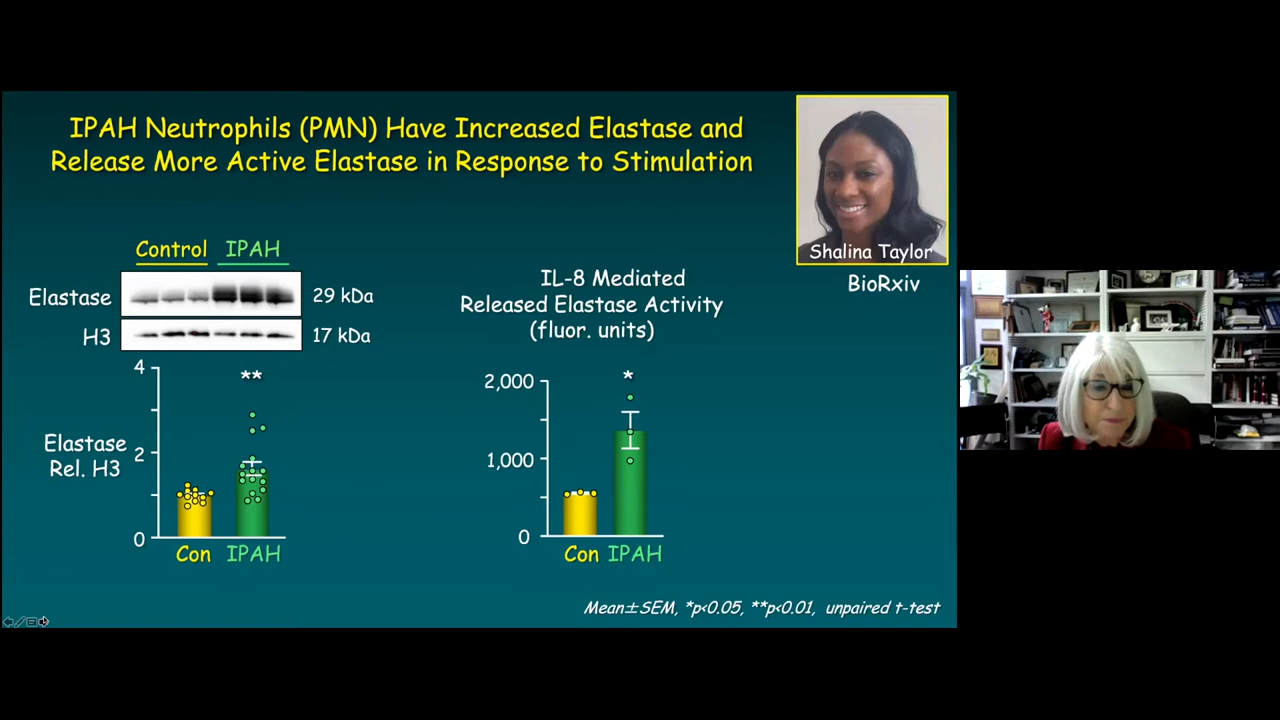 IPAH Neutrophils (PMN) Have Increased Elastase and
Release More Active Elastase in Response to Stimulation
Shalina Taylor
BioRxiv
Control IPAH
Elastase 29 kDa
H3 17 kDa
4
**
Elastase
Rel. H3
2
0
Con IPAH
IL-8 Mediated
Released Elastase Activity
(fluor. units)
2,000
*
1,000
0
Con IPAH
Mean±SEM, *p<0.05, **p<0.01, unpaired t-test